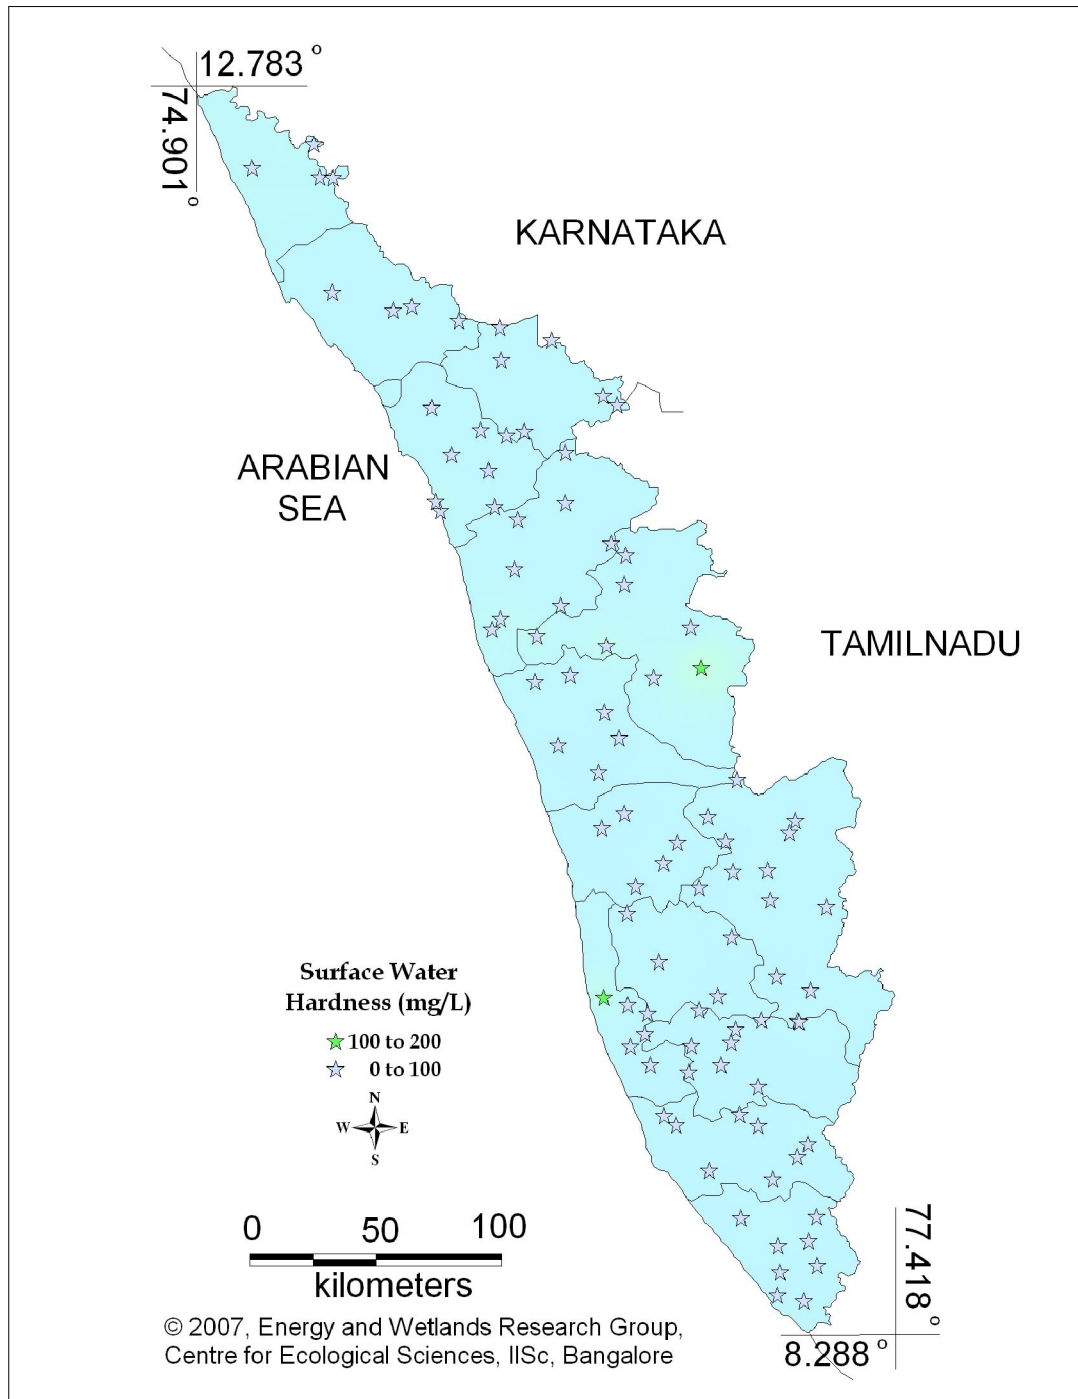 12.783 °
74.901 °
KARNATAKA
ARABIAN
SEA
TAMILNADU
Surface Water
Hardness (mg/L)
100 to 200
0 to 100
N
W E
S
0 50 100
kilometers
77.418 °
8.288 °
© 2007, Energy and Wetlands Research Group,
Centre for Ecological Sciences, IISc, Bangalore